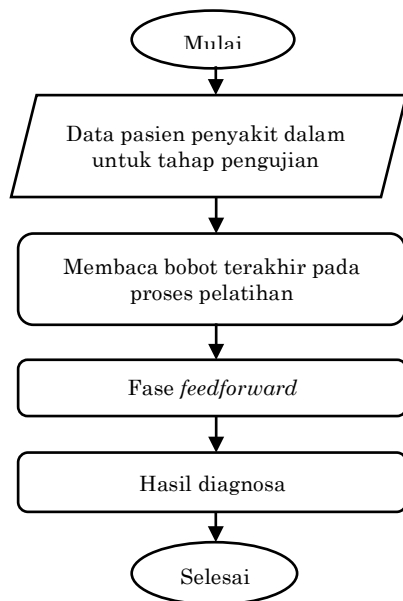 Mulai
Data pasien penyakit dalam
untuk tahap pengujian
Membaca bobot terakhir pada
proses pelatihan
Fase feedforward
Hasil diagnosa
Selesai